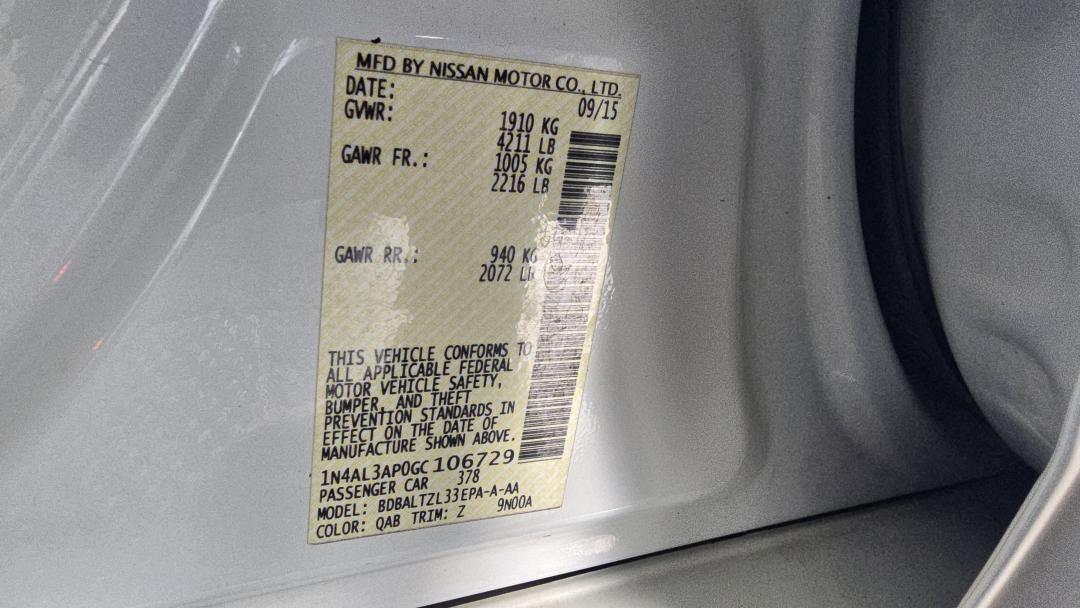 MFD BY NISSAN MOTOR CO., LTD.
DATE: 09/15
GVWR: 1910 KG
4211 LB
GAWR FR.: 1005 KG
2216 LB
GAWR RR.: 940 KG
2072 LB
THIS VEHICLE CONFORMS TO
ALL APPLICABLE FEDERAL
MOTOR VEHICLE SAFETY,
BUMPER, AND THEFT
PREVENTION STANDARDS IN
EFFECT ON THE DATE OF
MANUFACTURE SHOWN ABOVE.
1N4AL3AP0GC106729
PASSENGER CAR 378
MODEL: BDBALTZL33EPA-A-AA
COLOR: QAB TRIM: Z 9N00A